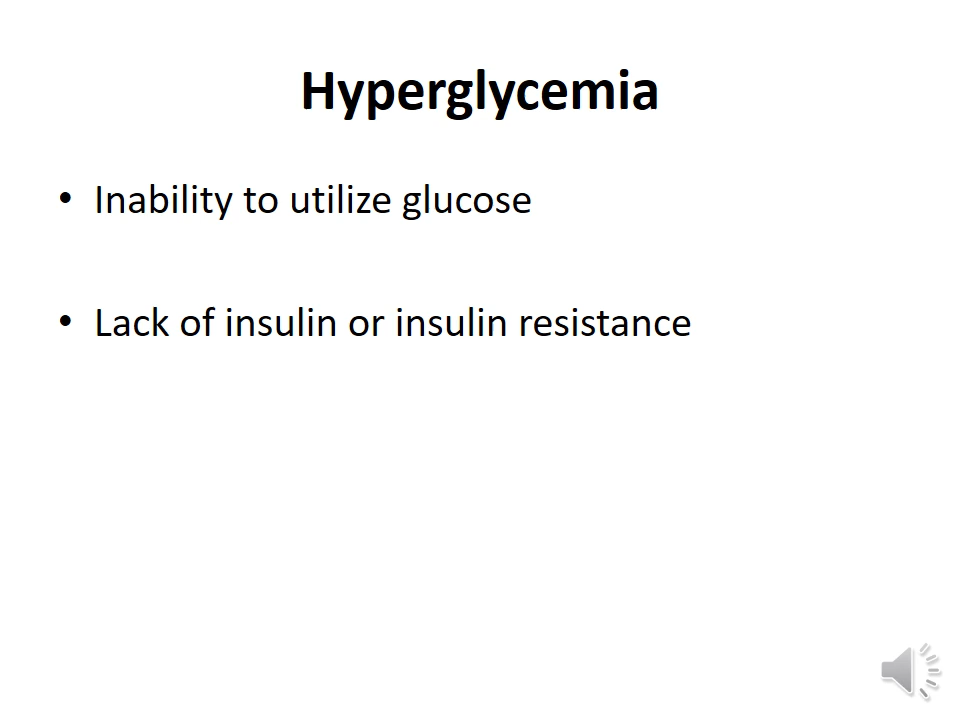 Hyperglycemia
• Inability to utilize glucose
• Lack of insulin or insulin resistance